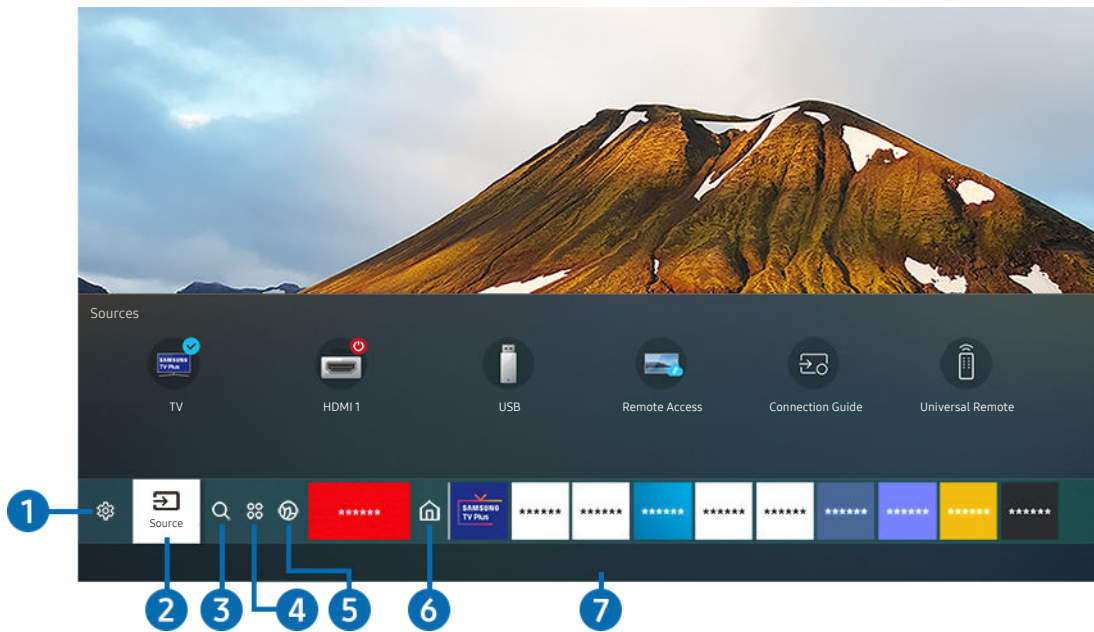 Sources
SAMSUNG
TV Plus
TV
HDMI 1
USB
Remote Access
Connection Guide
Universal Remote
1
Source
******
SAMSUNG
TV Plus
******
******
******
******
******
******
******
******
******
2
3
4
5
6
7